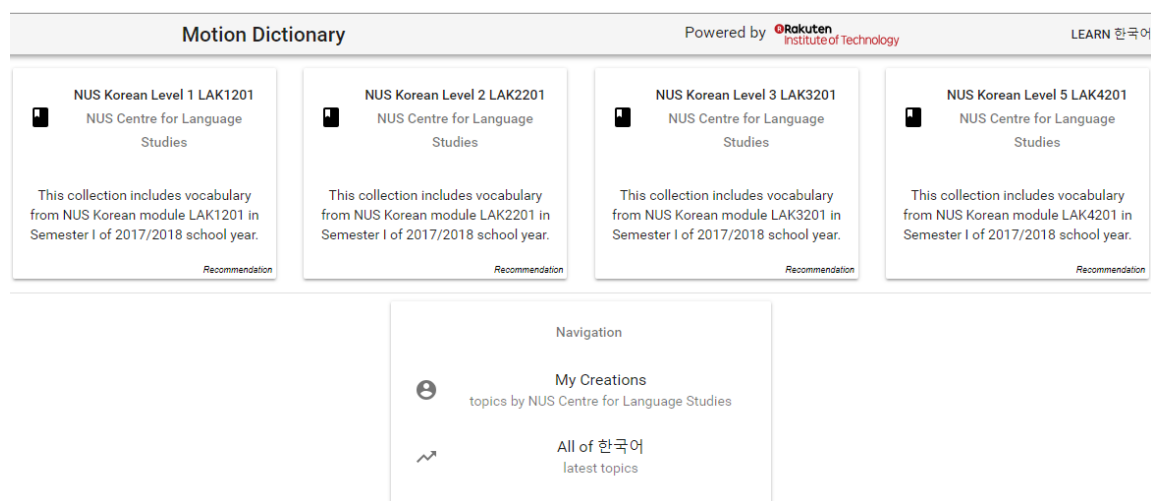 Motion Dictionary
Powered by Rakuten Institute of Technology
LEARN 한국어
NUS Korean Level 1 LAK1201
NUS Centre for Language
Studies
This collection includes vocabulary
from NUS Korean module LAK1201 in
Semester I of 2017/2018 school year.
Recommendation
NUS Korean Level 2 LAK2201
NUS Centre for Language
Studies
This collection includes vocabulary
from NUS Korean module LAK2201 in
Semester I of 2017/2018 school year.
Recommendation
NUS Korean Level 3 LAK3201
NUS Centre for Language
Studies
This collection includes vocabulary
from NUS Korean module LAK3201 in
Semester I of 2017/2018 school year.
Recommendation
NUS Korean Level 5 LAK4201
NUS Centre for Language
Studies
This collection includes vocabulary
from NUS Korean module LAK4201 in
Semester I of 2017/2018 school year.
Recommendation
Navigation
My Creations
topics by NUS Centre for Language Studies
All of 한국어
latest topics